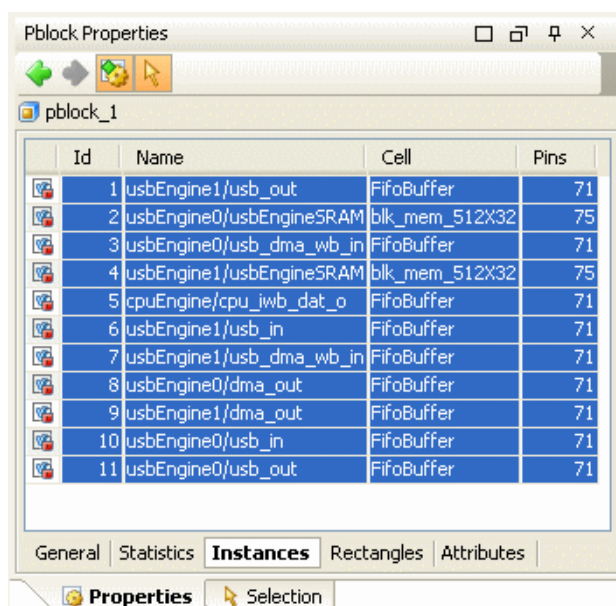 Pblock Properties
pblock_1
Id Name Cell Pins
1 usbEngine1/usb_out FifoBuffer 71
2 usbEngine0/usbEngineSRAM blk_mem_512X32 75
3 usbEngine0/usb_dma_wb_in FifoBuffer 71
4 usbEngine1/usbEngineSRAM blk_mem_512X32 75
5 cpuEngine/cpu_iwb_dat_o FifoBuffer 71
6 usbEngine1/usb_in FifoBuffer 71
7 usbEngine1/usb_dma_wb_in FifoBuffer 71
8 usbEngine0/dma_out FifoBuffer 71
9 usbEngine1/dma_out FifoBuffer 71
10 usbEngine0/usb_in FifoBuffer 71
11 usbEngine0/usb_out FifoBuffer 71
General Statistics Instances Rectangles Attributes
Properties Selection